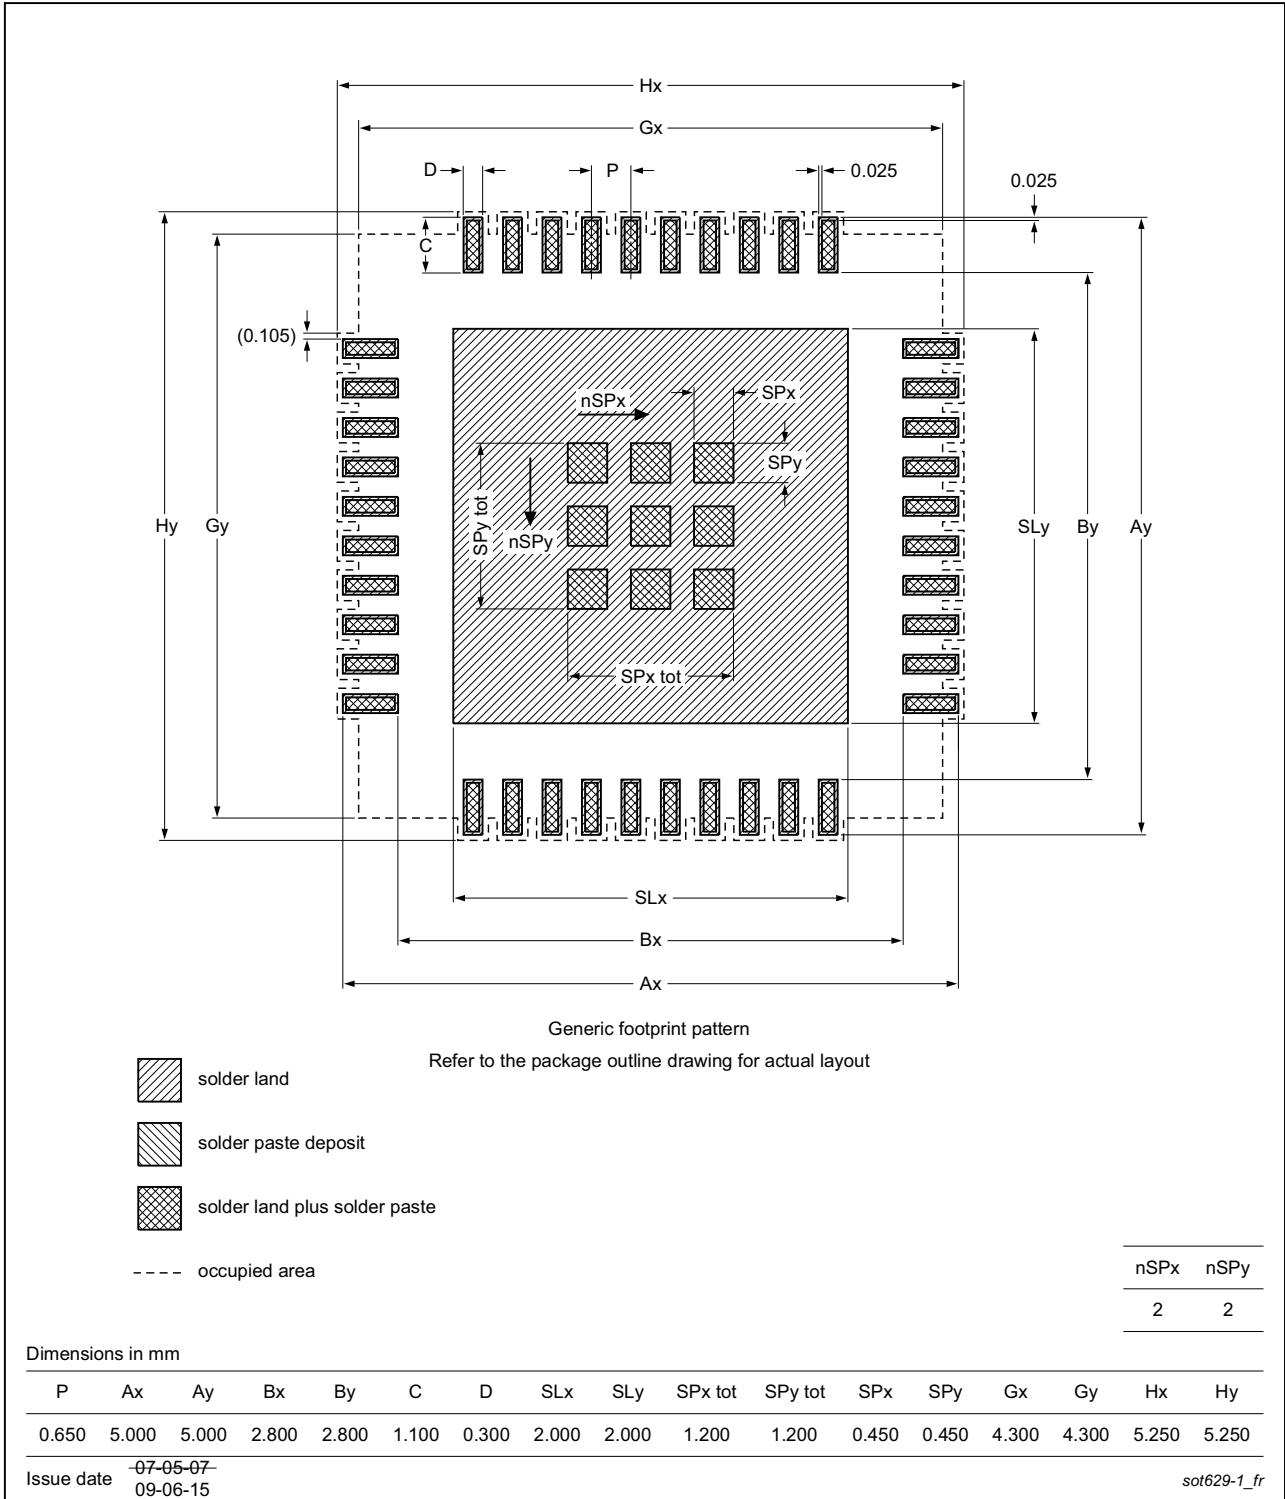 Hx
Gx
D
P
0.025
0.025
C
(0.105)
nSPx
SPx
SPy
SPy tot
nSPy
Hy
Gy
SLy
By
Ay
SPx tot
SLx
Bx
Ax
Generic footprint pattern
Refer to the package outline drawing for actual layout
solder land
solder paste deposit
solder land plus solder paste
occupied area
nSPx nSPy
2 2
Dimensions in mm
P Ax Ay Bx By C D SLx SLy SPx tot SPy tot SPx SPy Gx Gy Hx Hy
0.650 5.000 5.000 2.800 2.800 1.100 0.300 2.000 2.000 1.200 1.200 0.450 0.450 4.300 4.300 5.250 5.250
Issue date 07-05-07
09-06-15
sot629-1_fr